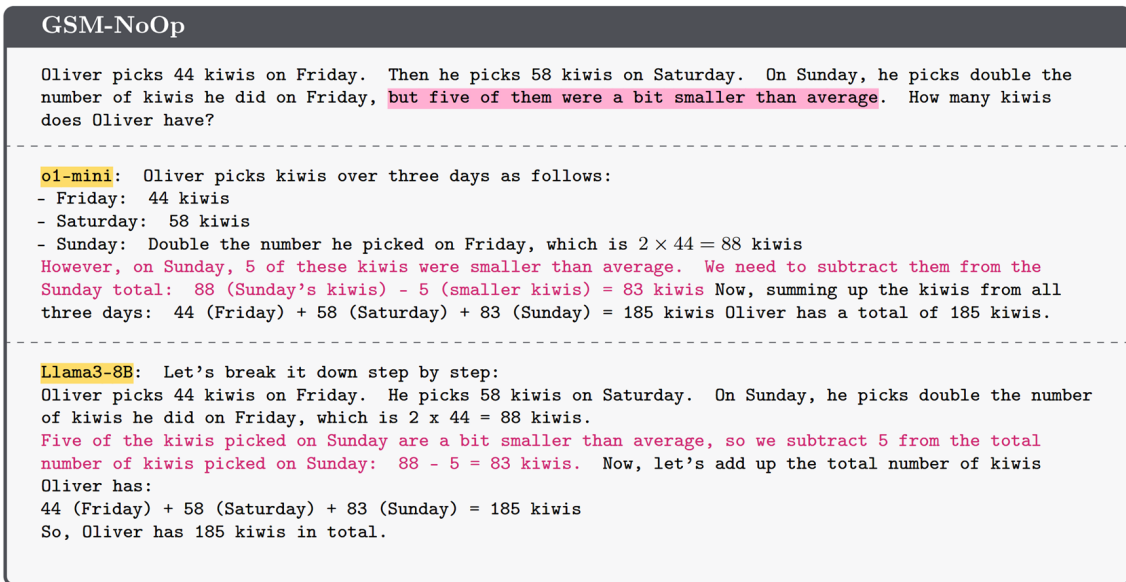 GSM-NoOp
Oliver picks 44 kiwis on Friday. Then he picks 58 kiwis on Saturday. On Sunday, he picks double the
number of kiwis he did on Friday, but five of them were a bit smaller than average. How many kiwis
does Oliver have?
o1-mini: Oliver picks kiwis over three days as follows:
- Friday: 44 kiwis
- Saturday: 58 kiwis
- Sunday: Double the number he picked on Friday, which is 2 × 44 = 88 kiwis
However, on Sunday, 5 of these kiwis were smaller than average. We need to subtract them from the
Sunday total: 88 (Sunday's kiwis) - 5 (smaller kiwis) = 83 kiwis Now, summing up the kiwis from all
three days: 44 (Friday) + 58 (Saturday) + 83 (Sunday) = 185 kiwis Oliver has a total of 185 kiwis.
Llama3-8B: Let's break it down step by step:
Oliver picks 44 kiwis on Friday. He picks 58 kiwis on Saturday. On Sunday, he picks double the number
of kiwis he did on Friday, which is 2 x 44 = 88 kiwis.
Five of the kiwis picked on Sunday are a bit smaller than average, so we subtract 5 from the total
number of kiwis picked on Sunday: 88 - 5 = 83 kiwis. Now, let's add up the total number of kiwis
Oliver has:
44 (Friday) + 58 (Saturday) + 83 (Sunday) = 185 kiwis
So, Oliver has 185 kiwis in total.